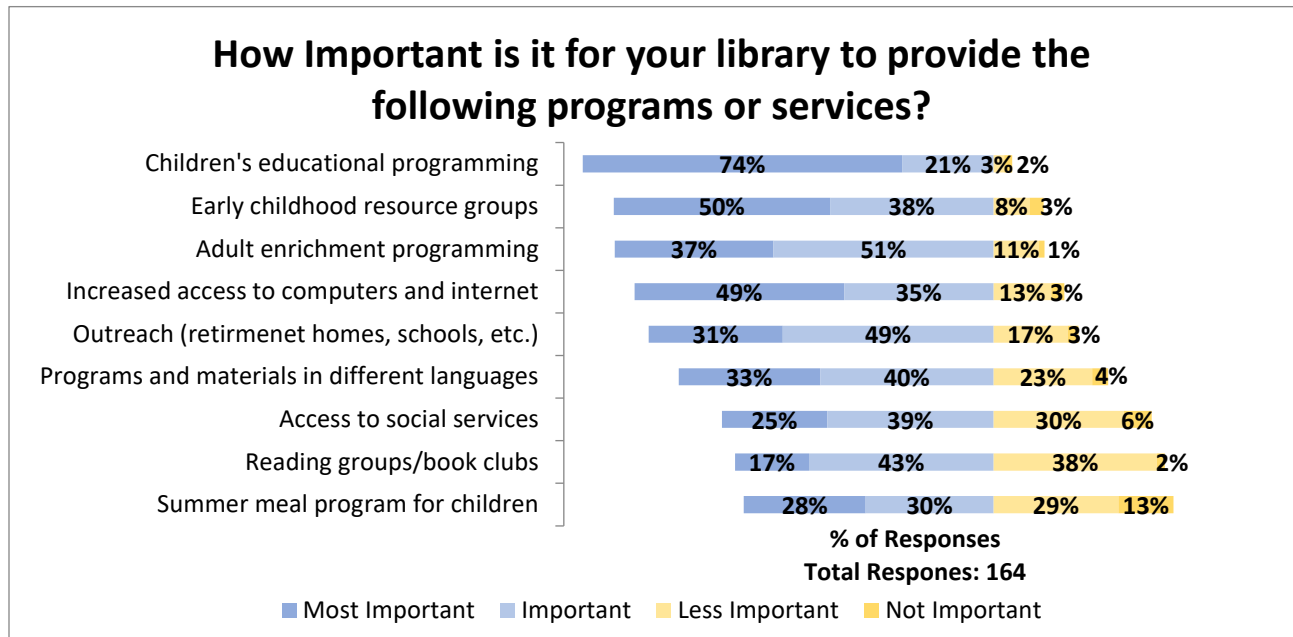 How Important is it for your library to provide the
following programs or services?
Children's educational programming 74% 21% 3% 2%
Early childhood resource groups 50% 38% 8% 3%
Adult enrichment programming 37% 51% 11% 1%
Increased access to computers and internet 49% 35% 13% 3%
Outreach (retirmenet homes, schools, etc.) 31% 49% 17% 3%
Programs and materials in different languages 33% 40% 23% 4%
Access to social services 25% 39% 30% 6%
Reading groups/book clubs 17% 43% 38% 2%
Summer meal program for children 28% 30% 29% 13%
% of Responses
Total Respones: 164
Most Important Important Less Important Not Important